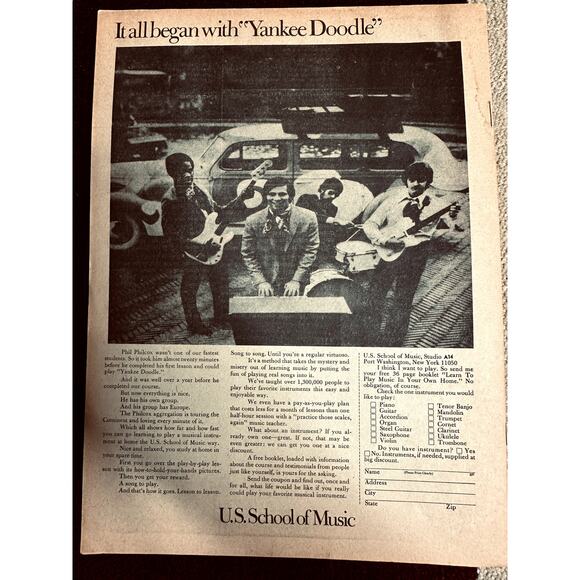 It all began with "Yankee Doodle"
Phil Philcox wasn't one of our fastest
students. So it took him almost twenty minutes
before he completed his first lesson and could
play "Yankee Doodle."
And it was well over a year before he
completed our course.
But now everything is nice.
He has his own group.
And his group has Europe.
The Philcox aggregation is touring the
Continent and loving every minute of it.
Which all shows how far and how fast
you can go learning to play a musical instru-
ment at home the U.S. School of Music way.
Nice and relaxed, you study at home in
your spare time.
First you go over the play-by-play les-
son with its how-to-hold-your-hands pictures.
Then you get your reward.
A song to play.
And that's how it goes. Lesson to lesson.
Song to song. Until you're a regular virtuoso.
It's a method that takes the mystery and
misery out of learning music by putting the
fun of playing real songs into it.
We've taught over 1,300,000 people to
play their favorite instruments this easy and
enjoyable way.
We even have a pay-as-you-play plan
that costs less for a month of lessons than one
half-hour session with a "practice those scales,
again" music teacher.
What about an instrument? If you al-
ready own one—great. If not, that may be
even greater; we can get you one at a nice
discount.
A free booklet, loaded with information
about the course and testimonials from people
just like yourself, is yours for the asking.
Send the coupon and find out, once and
for all, what life would be like if you really
could play your favorite musical instrument.
U.S. School of Music
U.S. School of Music, Studio A14
Port Washington, New York 11050
I think I want to play. So send me
your free 36 page booklet "Learn To
Play Music In Your Own Home." No
obligation, of course.
Check the one instrument you would
like to play:
Piano
Guitar
Accordion
Organ
Steel Guitar
Saxophone
Violin
Tenor Banjo
Mandolin
Trumpet
Cornet
Clarinet
Ukulele
Trombone
Do you have instrument? Yes
No. Instruments, if needed, supplied at
big discount.
Name (Please Print Clearly)
Address
City
State Zip